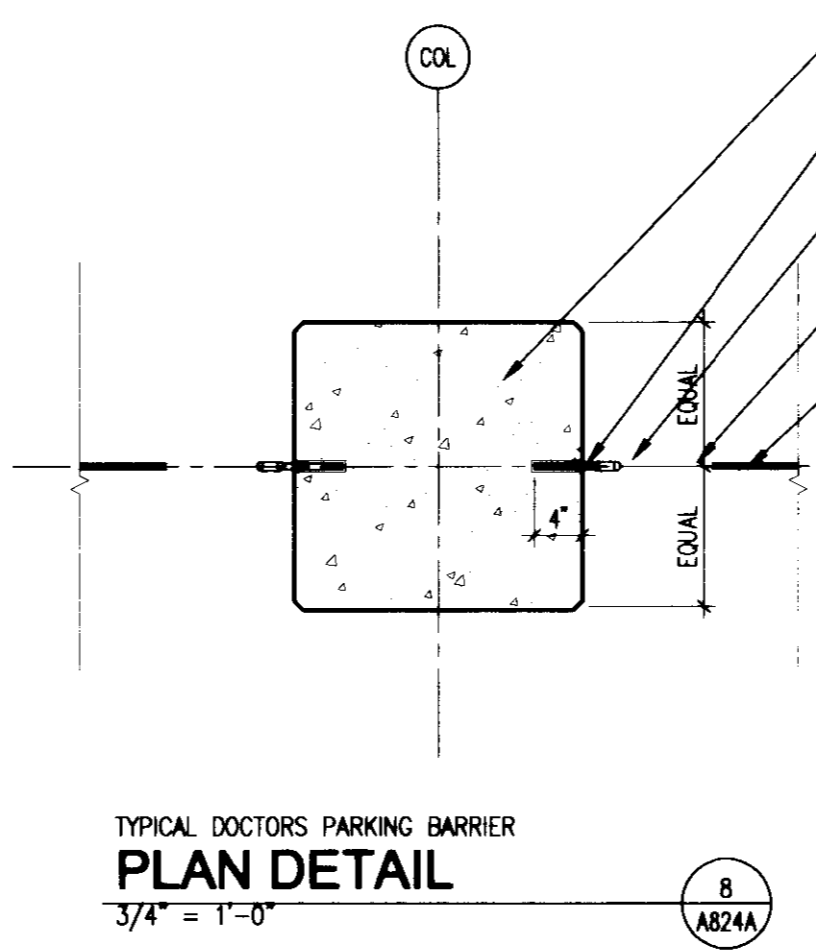 COL
EQUAL
4"
EQUAL
TYPICAL DOCTORS PARKING BARRIER
PLAN DETAIL
3/4" = 1'-0"
8
A824A